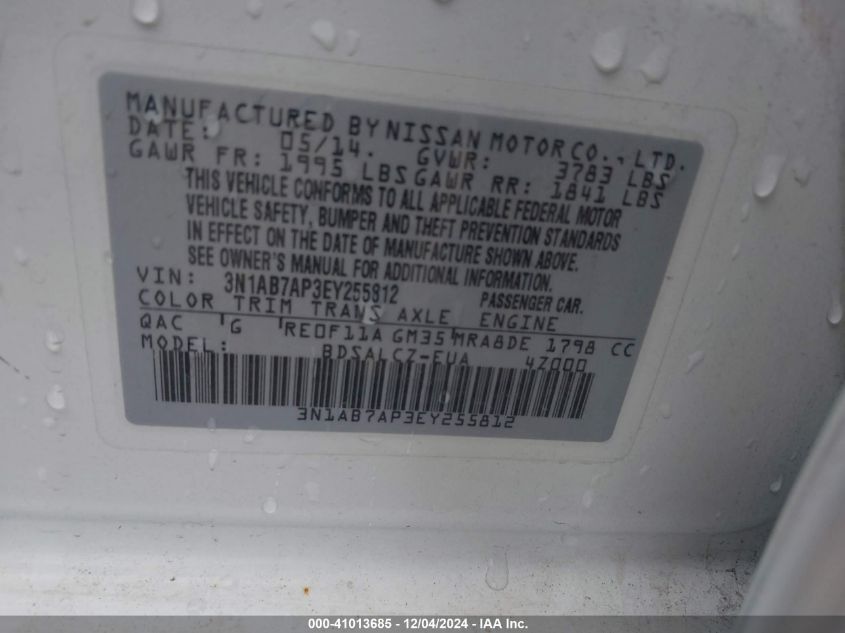 MANUFACTURED BY NISSAN MOTOR CO., LTD.
DATE: 05/14. GVWR: 3783 LBS
GAWR FR: 1995 LBS GAWR RR: 1841 LBS
THIS VEHICLE CONFORMS TO ALL APPLICABLE FEDERAL MOTOR
VEHICLE SAFETY, BUMPER AND THEFT PREVENTION STANDARDS
IN EFFECT ON THE DATE OF MANUFACTURE SHOWN ABOVE.
SEE OWNER'S MANUAL FOR ADDITIONAL INFORMATION.
VIN: 3N1AB7AP3EY255812 PASSENGER CAR.
COLOR TRIM TRANS AXLE ENGINE
QAC G RE0F11A GM35 MRA8DE 1798 CC
MODEL: BDSALCZ-EUA 4Z000
3N1AB7AP3EY255812
000-41013685 - 12/04/2024 - IAA Inc.